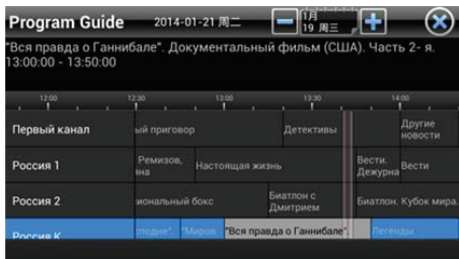 Program Guide
2014-01-21 周二
1月
19 周三
"Вся правда о Ганнибале". Документальный фильм (США). Часть 2- я.
13:00:00 - 13:50:00
12:00 12:30 13:00 13:30 14:00
Первый канал
ый приговор
Детективы
Другие
новости
Россия 1
Ремизов,
вна
Настоящая жизнь
Вести.
Дежурна
Вести
Россия 2
иональный бокс
Биатлон с
Дмитрием
Биатлон. Кубок мира.
Россия К
"Миров
"Вся правда о Ганнибале".
Легенды